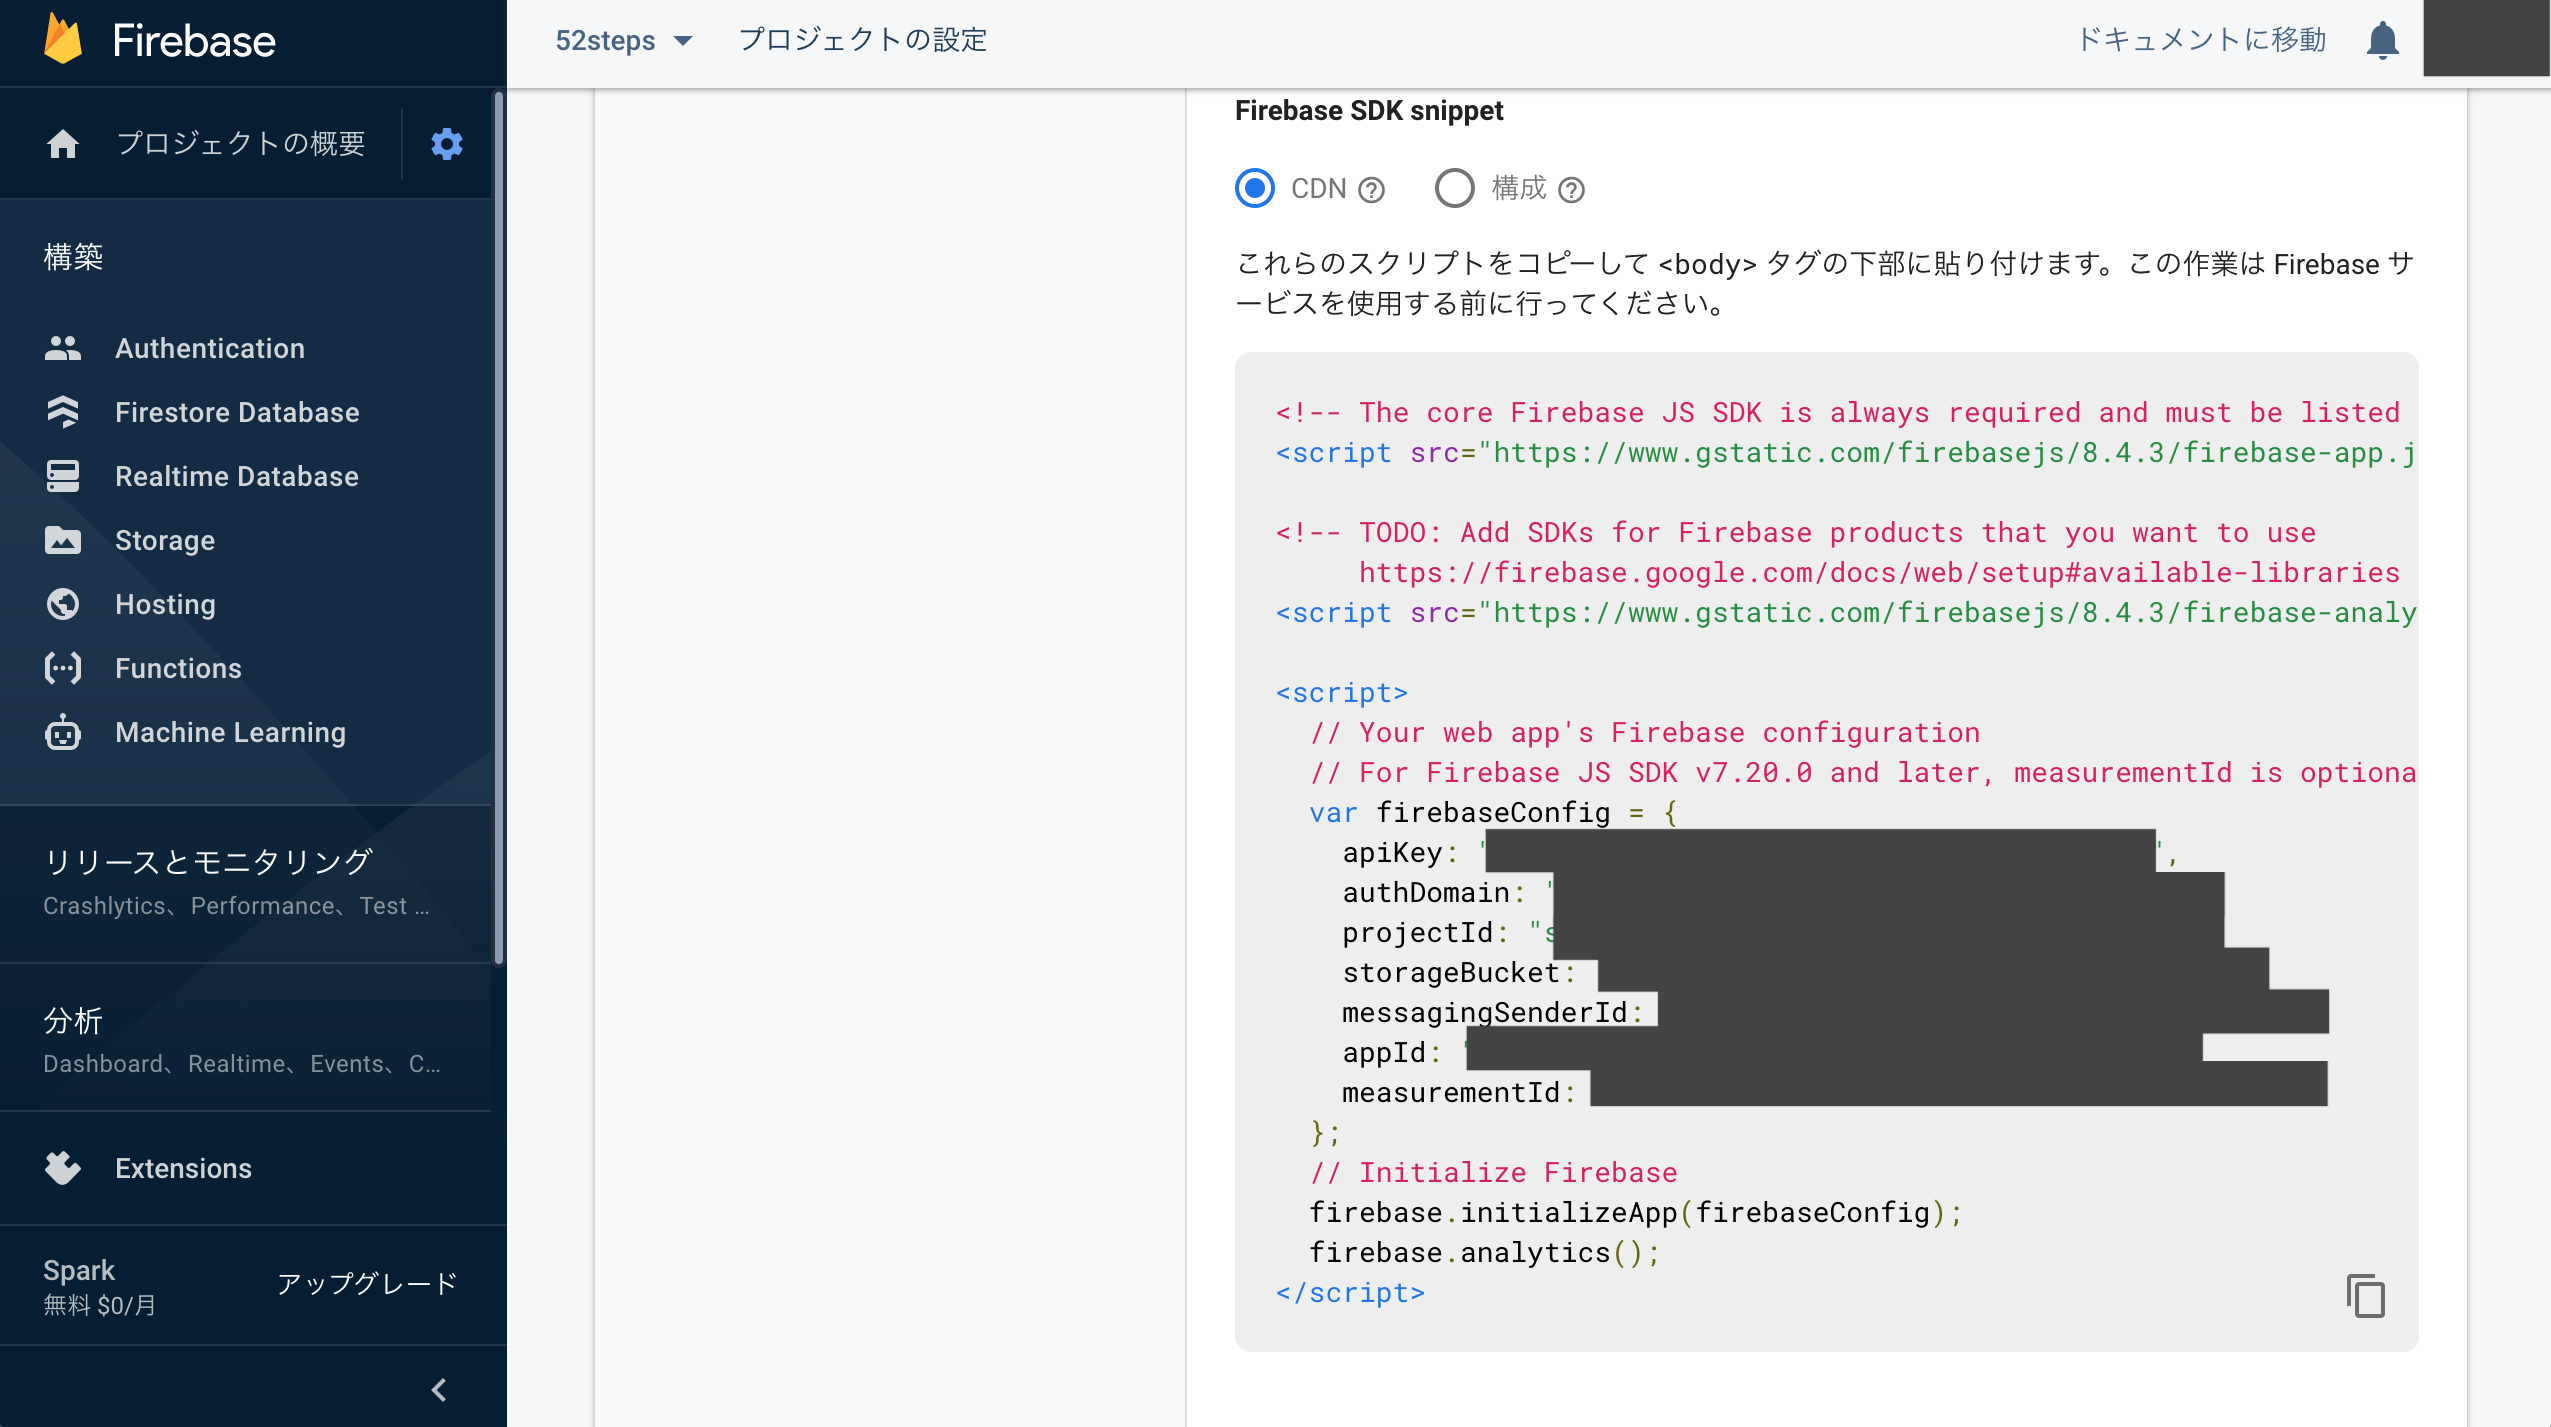 Firebase
52steps
プロジェクトの設定
ドキュメントに移動
プロジェクトの概要
構築
Authentication
Firestore Database
Realtime Database
Storage
Hosting
Functions
Machine Learning
リリースとモニタリング
Crashlytics、Performance、Test ...
分析
Dashboard、Realtime、Events、C...
Extensions
Spark
無料 $0/月
アップグレード
Firebase SDK snippet
CDN
構成
これらのスクリプトをコピーして <body> タグの下部に貼り付けます。この作業は Firebase サ
ービスを使用する前に行ってください。
<!-- The core Firebase JS SDK is always required and must be listed
<script src="https://www.gstatic.com/firebasejs/8.4.3/firebase-app.j
<!-- TODO: Add SDKs for Firebase products that you want to use
https://firebase.google.com/docs/web/setup#available-libraries
<script src="https://www.gstatic.com/firebasejs/8.4.3/firebase-analy
<script>
// Your web app's Firebase configuration
// For Firebase JS SDK v7.20.0 and later, measurementId is optiona
var firebaseConfig = {
apiKey: "",
authDomain: "
projectId: "s
storageBucket:
messagingSenderId:
appId: "
measurementId:
};
// Initialize Firebase
firebase.initializeApp(firebaseConfig);
firebase.analytics();
</script>